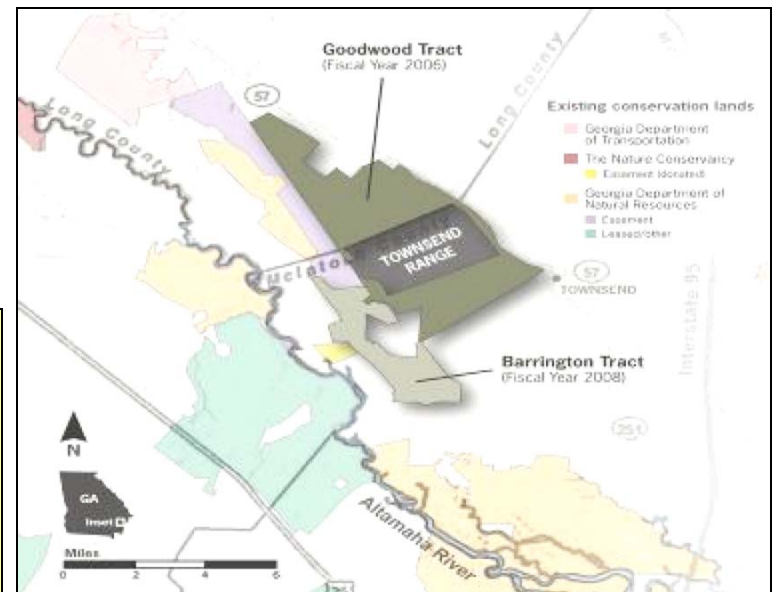 Goodwood Tract
(Fiscal Year 2006)
57
Long County
Long County
Existing conservation lands
Georgia Department
of Transportation
The Nature Conservancy
Easement (donated)
Georgia Department of
Natural Resources
Easement
Leased/other
McIntosh
TOWNSEND
RANGE
57
TOWNSEND
Interstate 95
Barrington Tract
(Fiscal Year 2008)
251
N
GA
Inset
Altamaha River
Miles
0 2 4 6